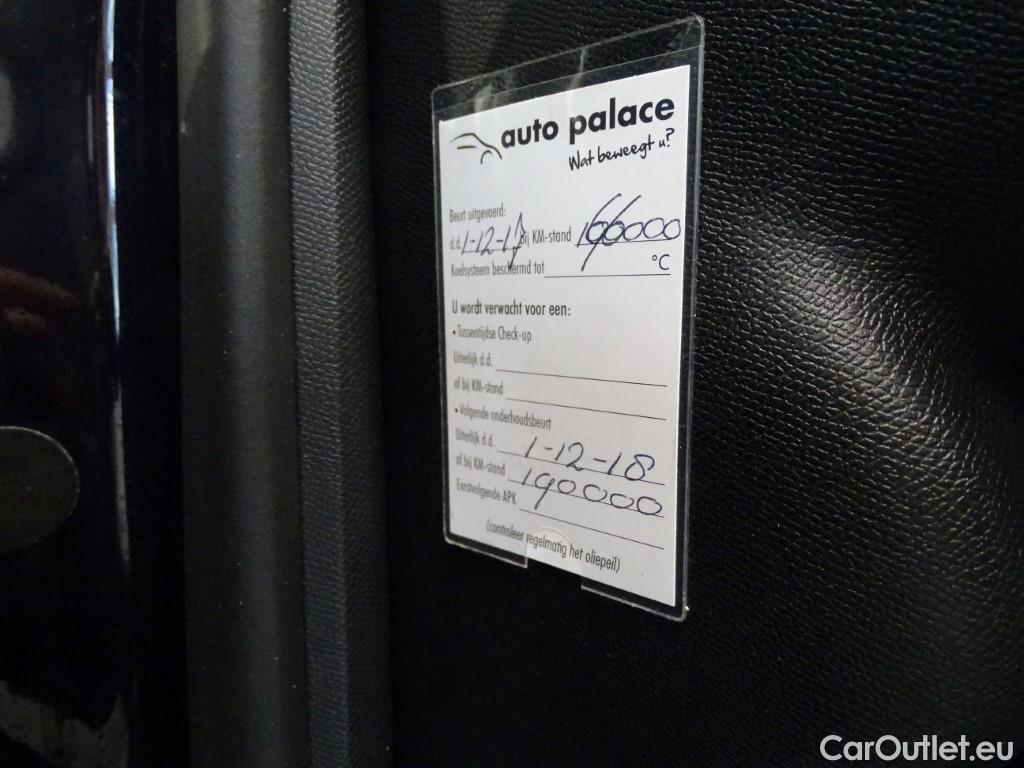 auto palace
Wat beweegt u?
Beurt uitgevoerd:
d.d. 1-12-17 bij KM-stand 166000
Koelsysteem beschermd tot °C
U wordt verwacht voor een:
• Tussentijdse Check-up
Uiterlijk d.d.
of bij KM-stand
• Volgende onderhoudsbeurt
Uiterlijk d.d. 1-12-18
of bij KM-stand 190000
Eerstvolgende APK
(controleer regelmatig het oliepeil)
CarOutlet.eu